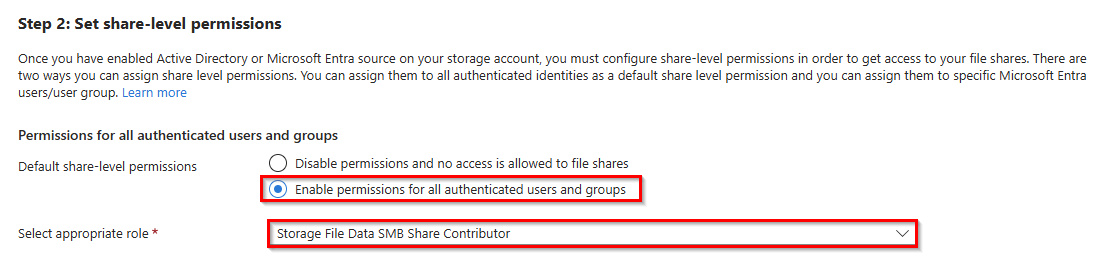 Step 2: Set share-level permissions
Once you have enabled Active Directory or Microsoft Entra source on your storage account, you must configure share-level permissions in order to get access to your file shares. There are
two ways you can assign share level permissions. You can assign them to all authenticated identities as a default share level permission and you can assign them to specific Microsoft Entra
users/user group. Learn more
Permissions for all authenticated users and groups
Default share-level permissions
Disable permissions and no access is allowed to file shares
Enable permissions for all authenticated users and groups
Select appropriate role *
Storage File Data SMB Share Contributor